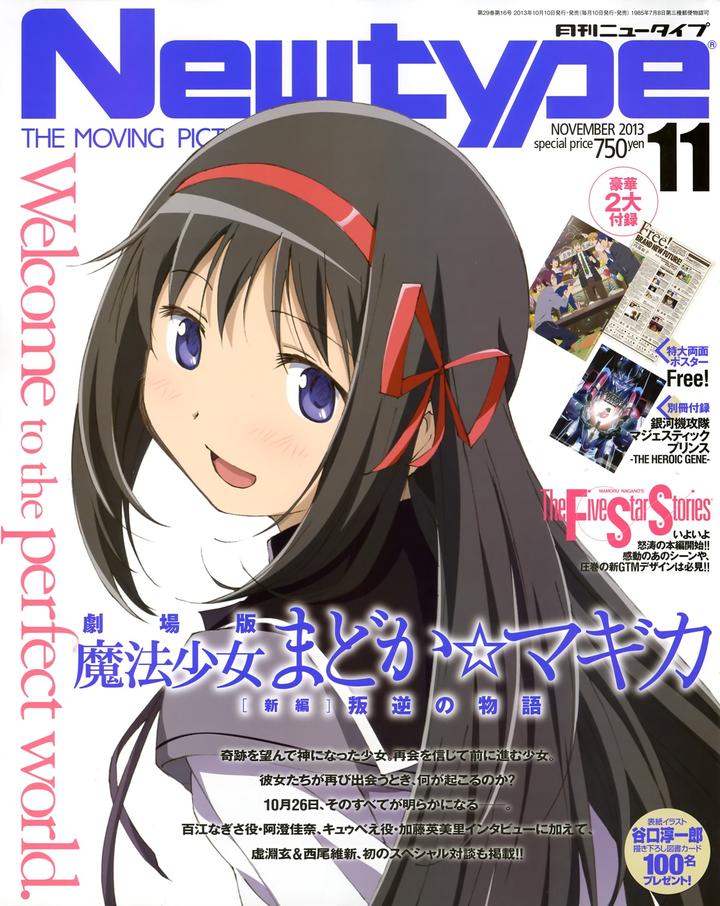 第29巻第16号 2013年10月10日発行・発売(毎月10日発行・発売) 1985年7月8日第三種郵便物認可
月刊ニュータイプ
Newtype®
THE MOVING PICT
NOVEMBER 2013
special price 750yen
11
豪華
2大
付録
Free!
BRAND NEW FUTURE!
特大両面
ポスター
Free!
別冊付録
銀河機攻隊
マジェスティック
プリンス
-THE HEROIC GENE-
MAMORU NAGANO'S
The Five Star Stories
いよいよ
怒涛の本編開始!!
感動のあのシーンや、
圧巻の新GTMデザインは必見!!
Welcome to the perfect world.
劇場版
魔法少女まどか☆マギカ
[新編]叛逆の物語
奇跡を望んで神になった少女。再会を信じて前に進む少女。
彼女たちが再び出会うとき、何が起こるのか?
10月26日、そのすべてが明らかになる――。
百江なぎさ役・阿澄佳奈、キュゥべえ役・加藤英美里インタビューに加えて、
虚淵玄&西尾維新、初のスペシャル対談も掲載!!
表紙イラスト
谷口淳一郎
描き下ろし図書カード
100名
プレゼント!